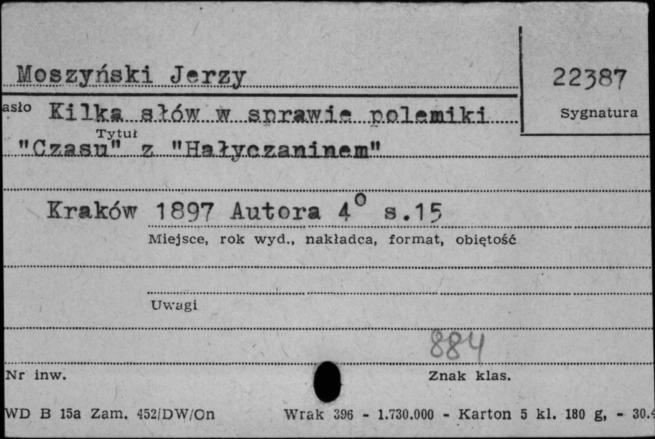 Moszyński Jerzy
22387
asło Kilka słów w sprawie polemiki
Sygnatura
Tytuł
"Czasu" z "Hałyczaninem"
Kraków 1897 Autora 4° s.15
Miejsce, rok wyd., nakładca, format, obiętość
Uwagi
884
Nr inw.
Znak klas.
WD B 15a Zam. 452/DW/On Wrak 396 - 1.730.000 - Karton 5 kl. 180 g, - 30.4